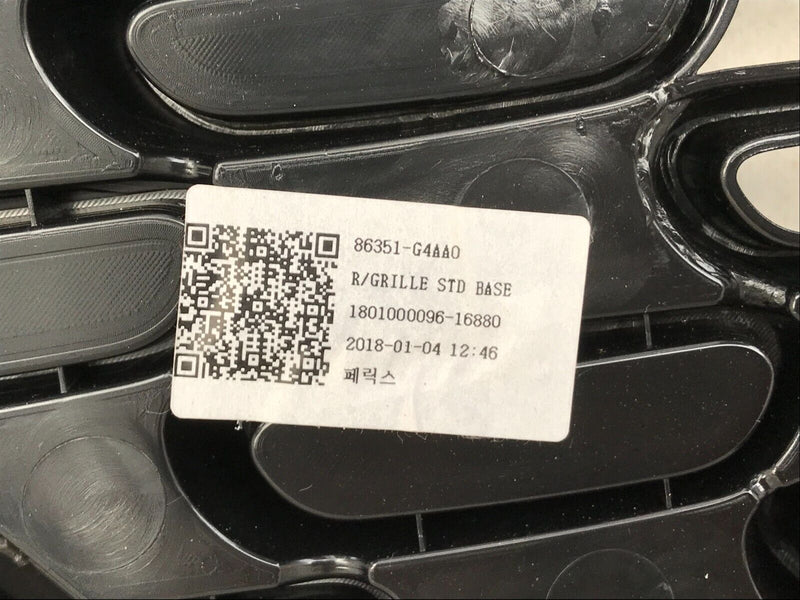 86351-G4AA0
R/GRILLE STD BASE
1801000096-16880
2018-01-04 12:46
페릭스